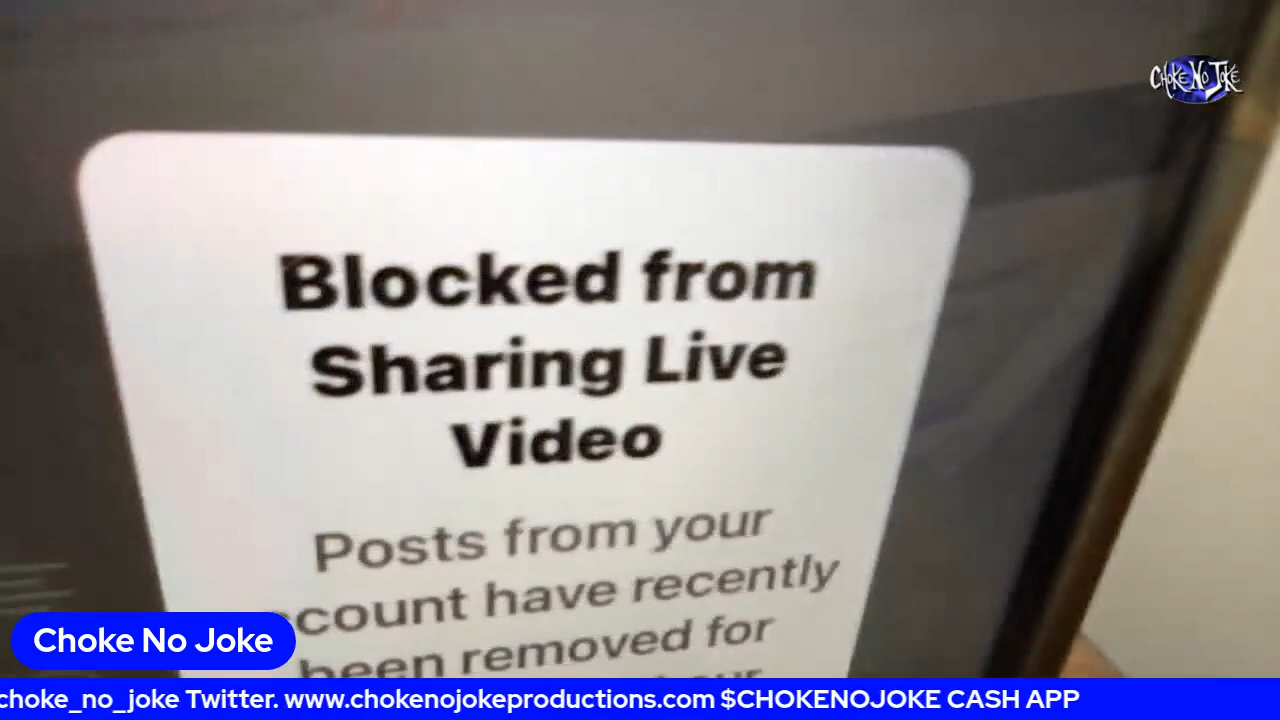 CHOKE NO JOKE
Blocked from
Sharing Live
Video
Posts from your
count have recently
been removed for
Choke No Joke
choke_no_joke Twitter. www.chokenojokeproductions.com $CHOKENOJOKE CASH APP